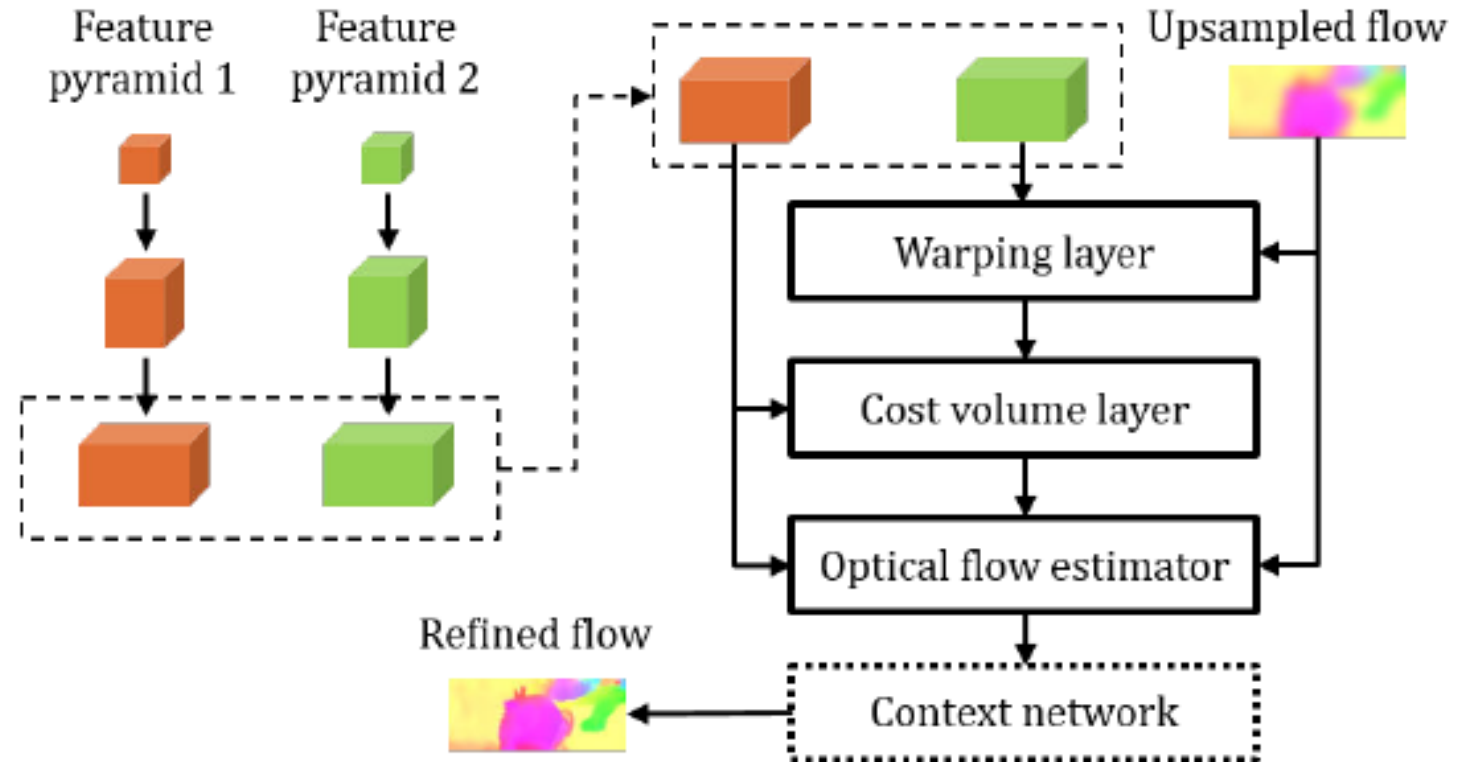 Feature
pyramid 1
Feature
pyramid 2
Upsampled flow
Warping layer
Cost volume layer
Optical flow estimator
Refined flow
Context network